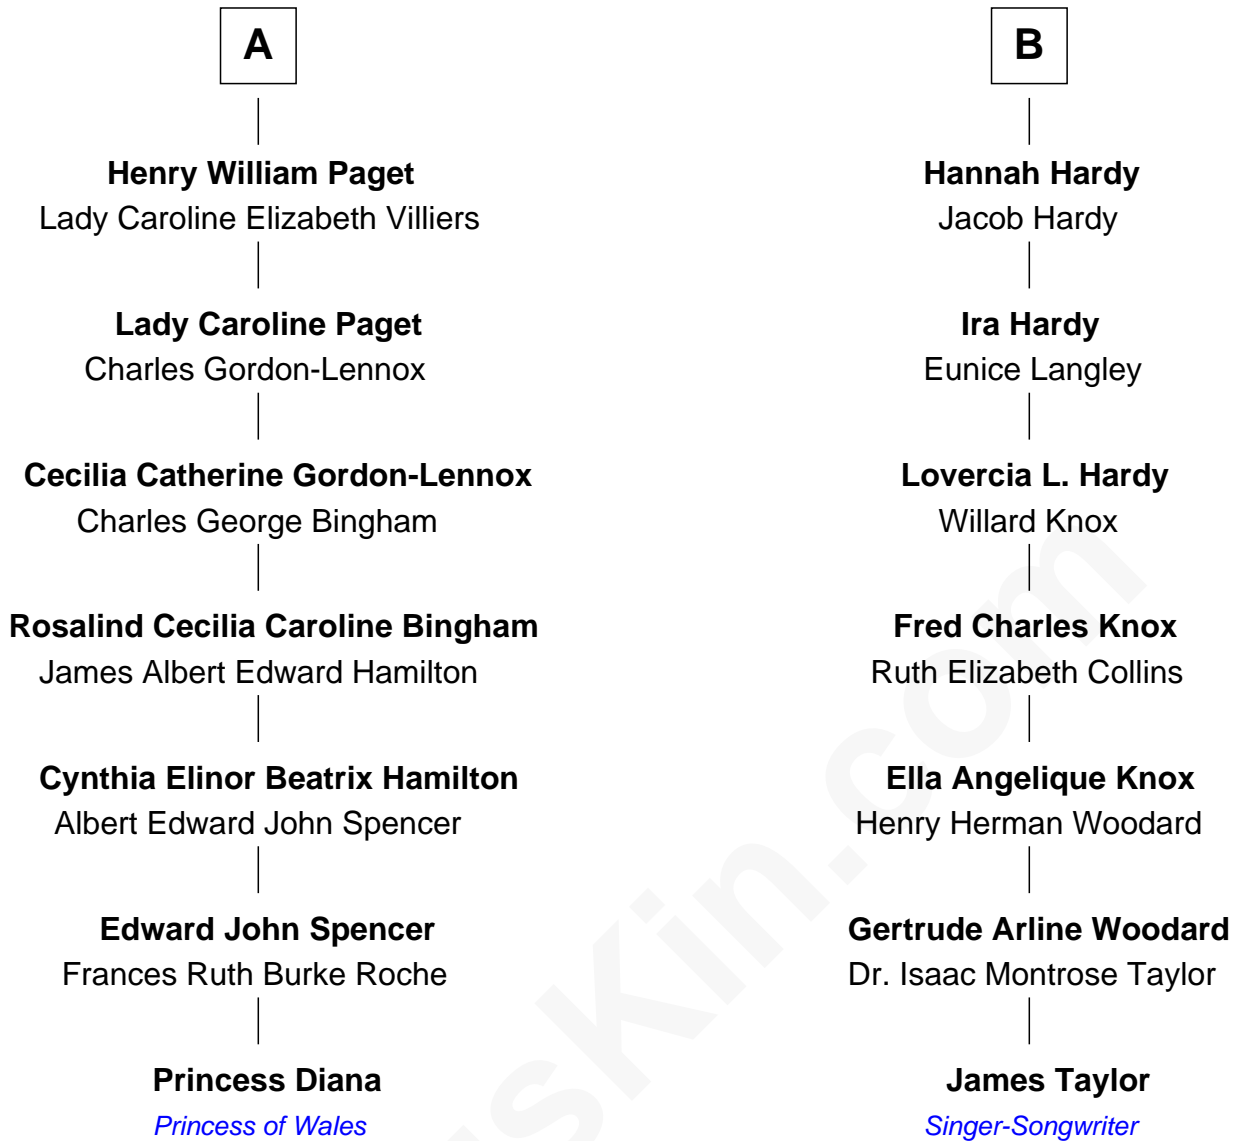 A
Henry William Paget
Lady Caroline Elizabeth Villiers
Lady Caroline Paget
Charles Gordon-Lennox
Cecilia Catherine Gordon-Lennox
Charles George Bingham
Rosalind Cecilia Caroline Bingham
James Albert Edward Hamilton
Cynthia Elinor Beatrix Hamilton
Albert Edward John Spencer
Edward John Spencer
Frances Ruth Burke Roche
Princess Diana
Princess of Wales
B
Hannah Hardy
Jacob Hardy
Ira Hardy
Eunice Langley
Lovercia L. Hardy
Willard Knox
Fred Charles Knox
Ruth Elizabeth Collins
Ella Angelique Knox
Henry Herman Woodard
Gertrude Arline Woodard
Dr. Isaac Montrose Taylor
James Taylor
Singer-Songwriter